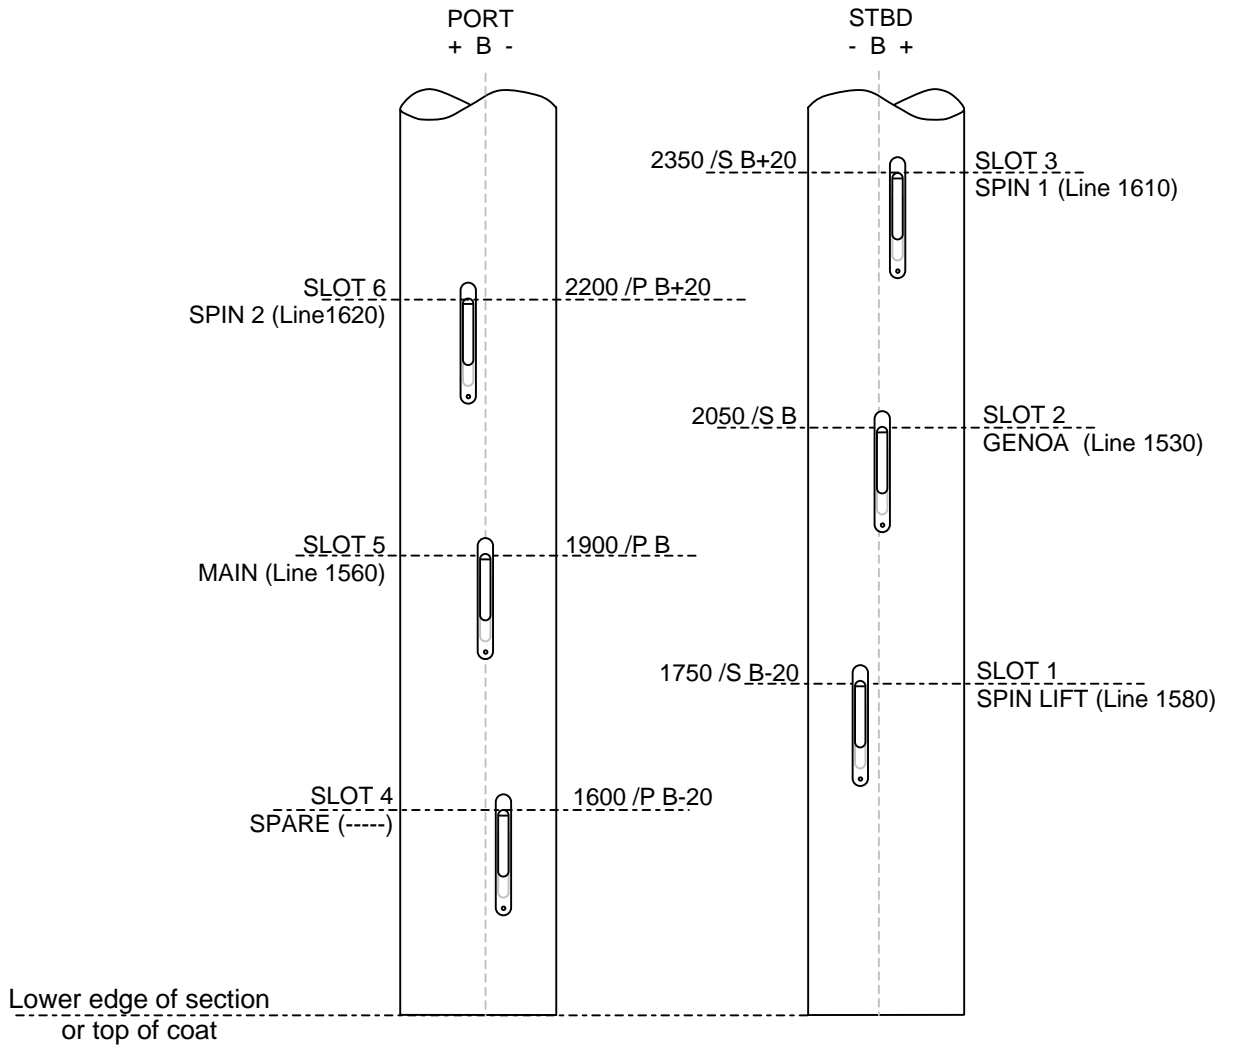 PORT
+ B -
STBD
- B +
2350 /S B+20
SLOT 3
SPIN 1 (Line 1610)
SLOT 6
SPIN 2 (Line1620)
2200 /P B+20
2050 /S B
SLOT 2
GENOA (Line 1530)
SLOT 5
MAIN (Line 1560)
1900 /P B
1750 /S B-20
SLOT 1
SPIN LIFT (Line 1580)
SLOT 4
SPARE (-----)
1600 /P B-20
Lower edge of section
or top of coat